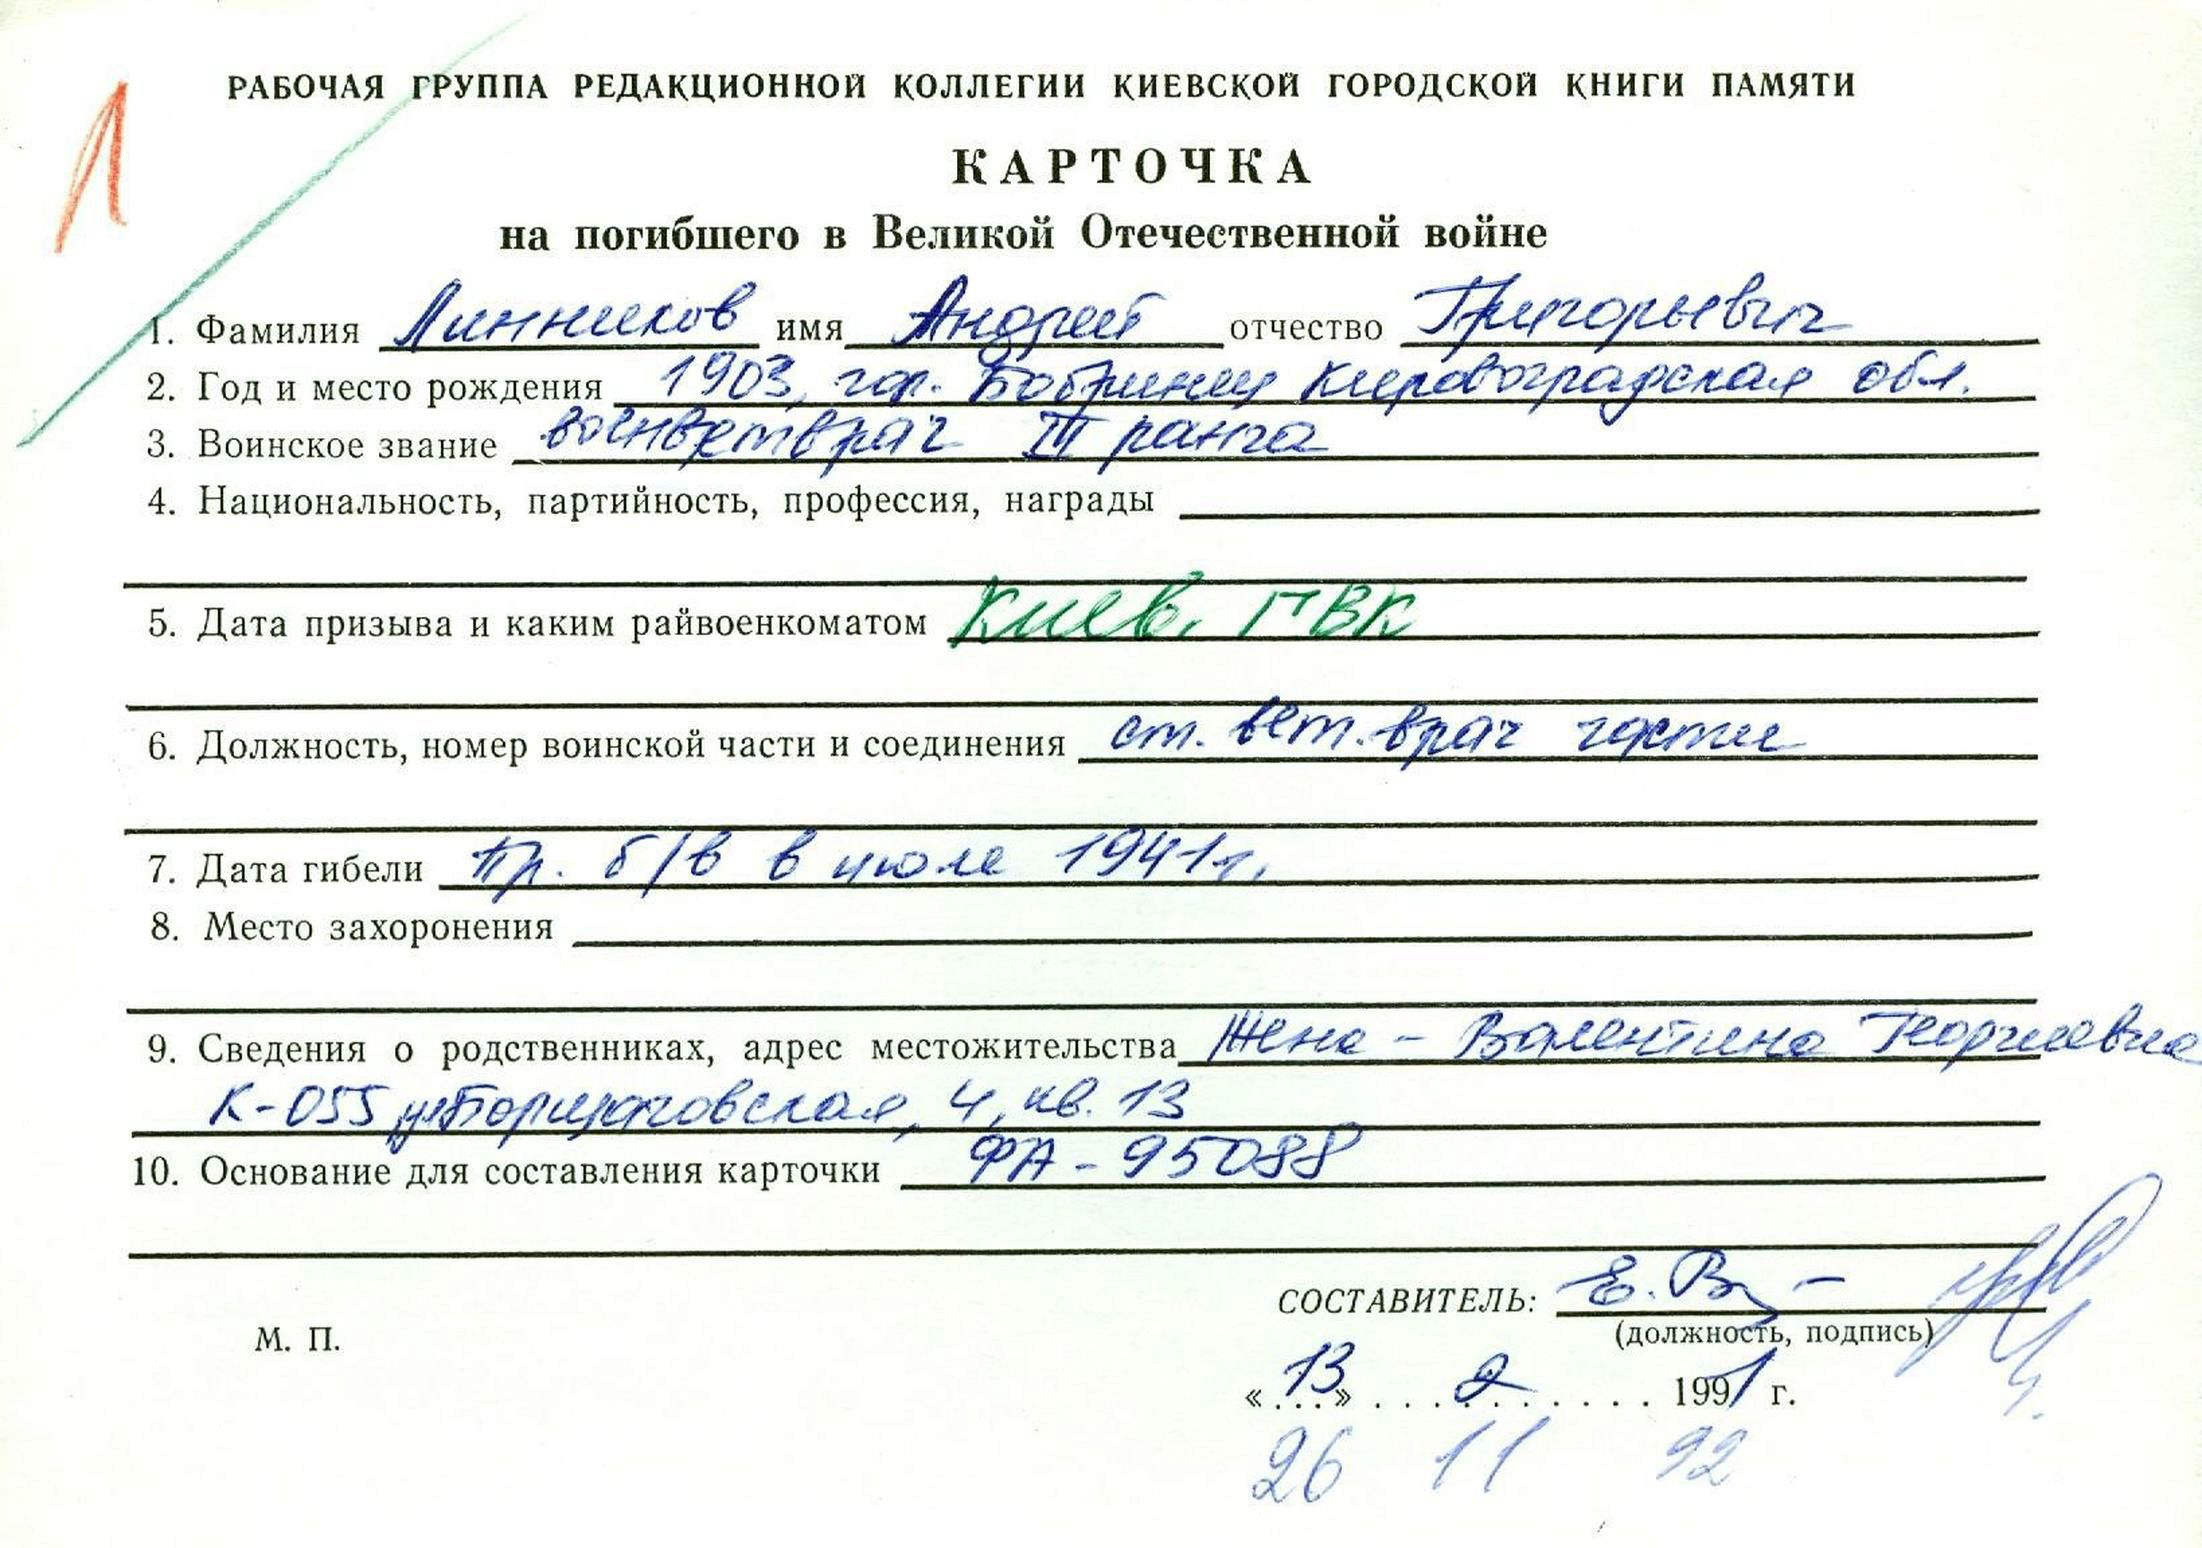 Л
РАБОЧАЯ ГРУППА РЕДАКЦИОННОЙ КОЛЛЕГИИ КИЕВСКОЙ ГОРОДСКОЙ КНИГИ ПАМЯТИ
КАРТОЧКА
на погибшего в Великой Отечественной войне
1. Фамилия Линников имя Андрей отчество Григорьевич
2. Год и место рождения 1903, гор. Бобринец Кировоградская обл.
3. Воинское звание военветврач III ранга
4. Национальность, партийность, профессия, награды
5. Дата призыва и каким райвоенкоматом Киев. ГВК
6. Должность, номер воинской части и соединения ст. вет. врач части
7. Дата гибели Пр. б/в в июле 1941 г.
8. Место захоронения
9. Сведения о родственниках, адрес местожительства Жена - Валентина Георгиевна
К-055 ул Борщаговская, 4, кв. 13
10. Основание для составления карточки ФА - 95088
СОСТАВИТЕЛЬ: Е.
(должность, подпись)
М. П.
«13» 2 1991 г.
26 11 92